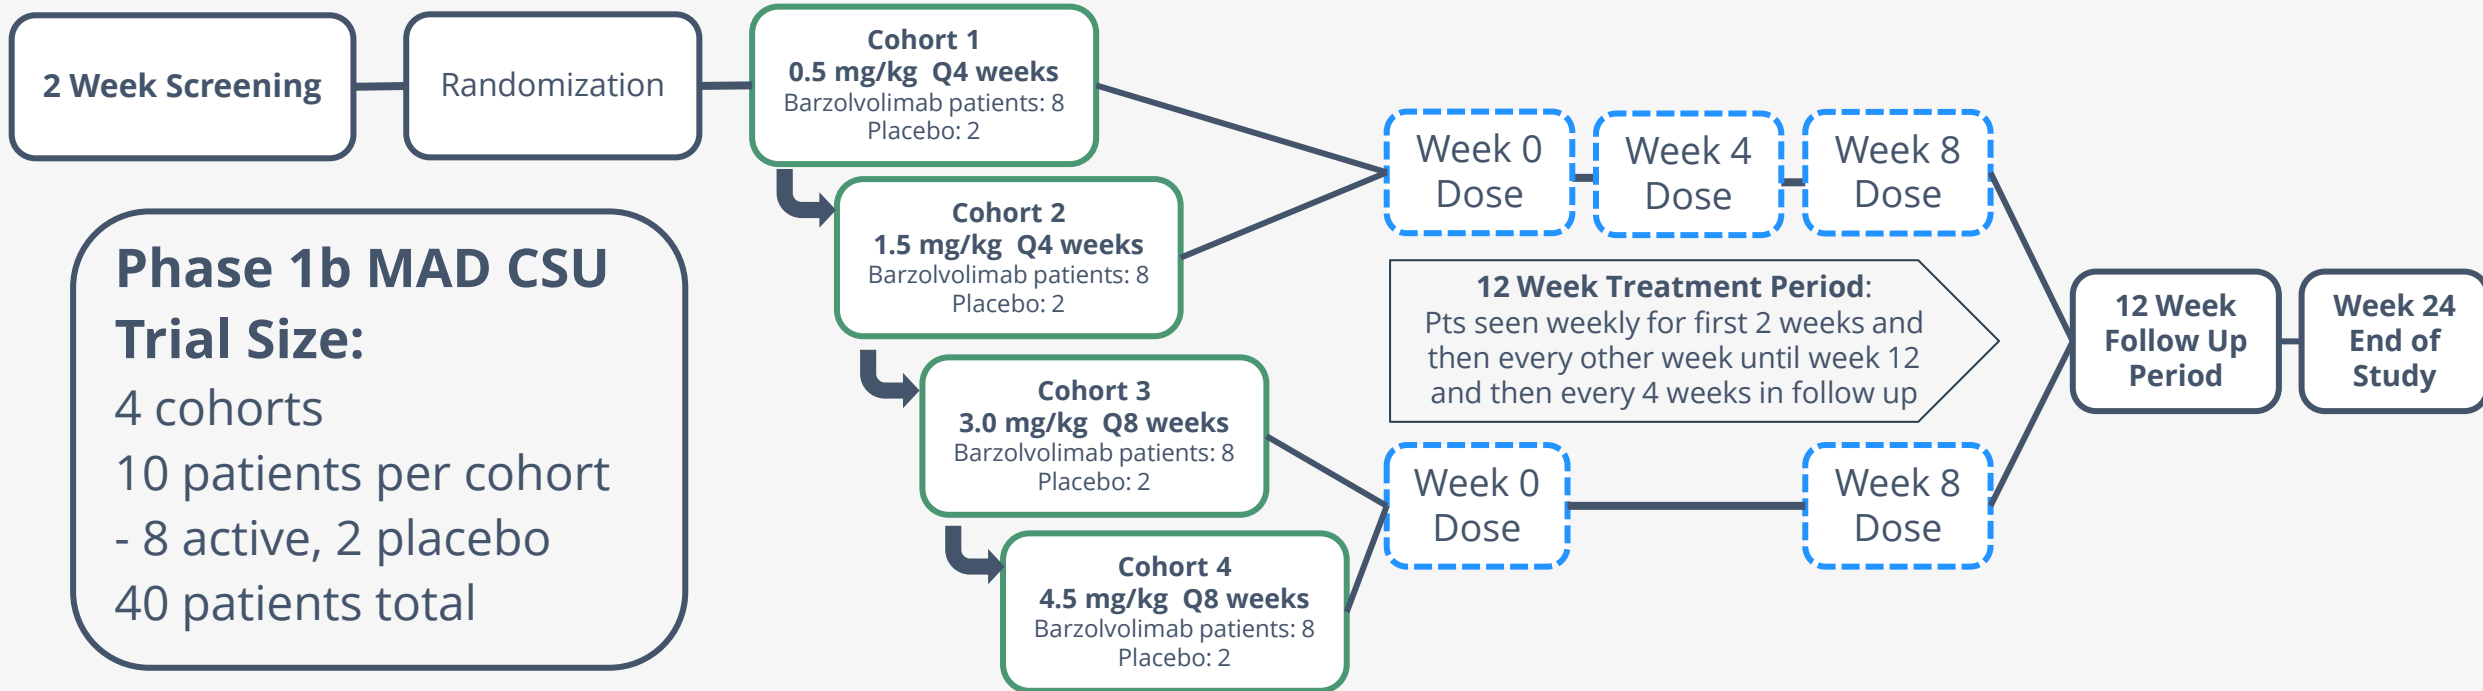 2 Week Screening
Randomization
Cohort 1
0.5 mg/kg  Q4 weeks
Barzolvolimab patients: 8
Placebo: 2
Cohort 2
1.5 mg/kg  Q4 weeks
Barzolvolimab patients: 8
Placebo: 2
Cohort 3
3.0 mg/kg  Q8 weeks
Barzolvolimab patients: 8
Placebo: 2
Cohort 4
4.5 mg/kg  Q8 weeks
Barzolvolimab patients: 8
Placebo: 2
Phase 1b MAD CSU
Trial Size:
4 cohorts
10 patients per cohort
- 8 active, 2 placebo
40 patients total
Week 0
Dose
Week 4
Dose
Week 8
Dose
12 Week Treatment Period:
Pts seen weekly for first 2 weeks and
then every other week until week 12
and then every 4 weeks in follow up
Week 0
Dose
Week 8
Dose
12 Week
Follow Up
Period
Week 24
End of
Study